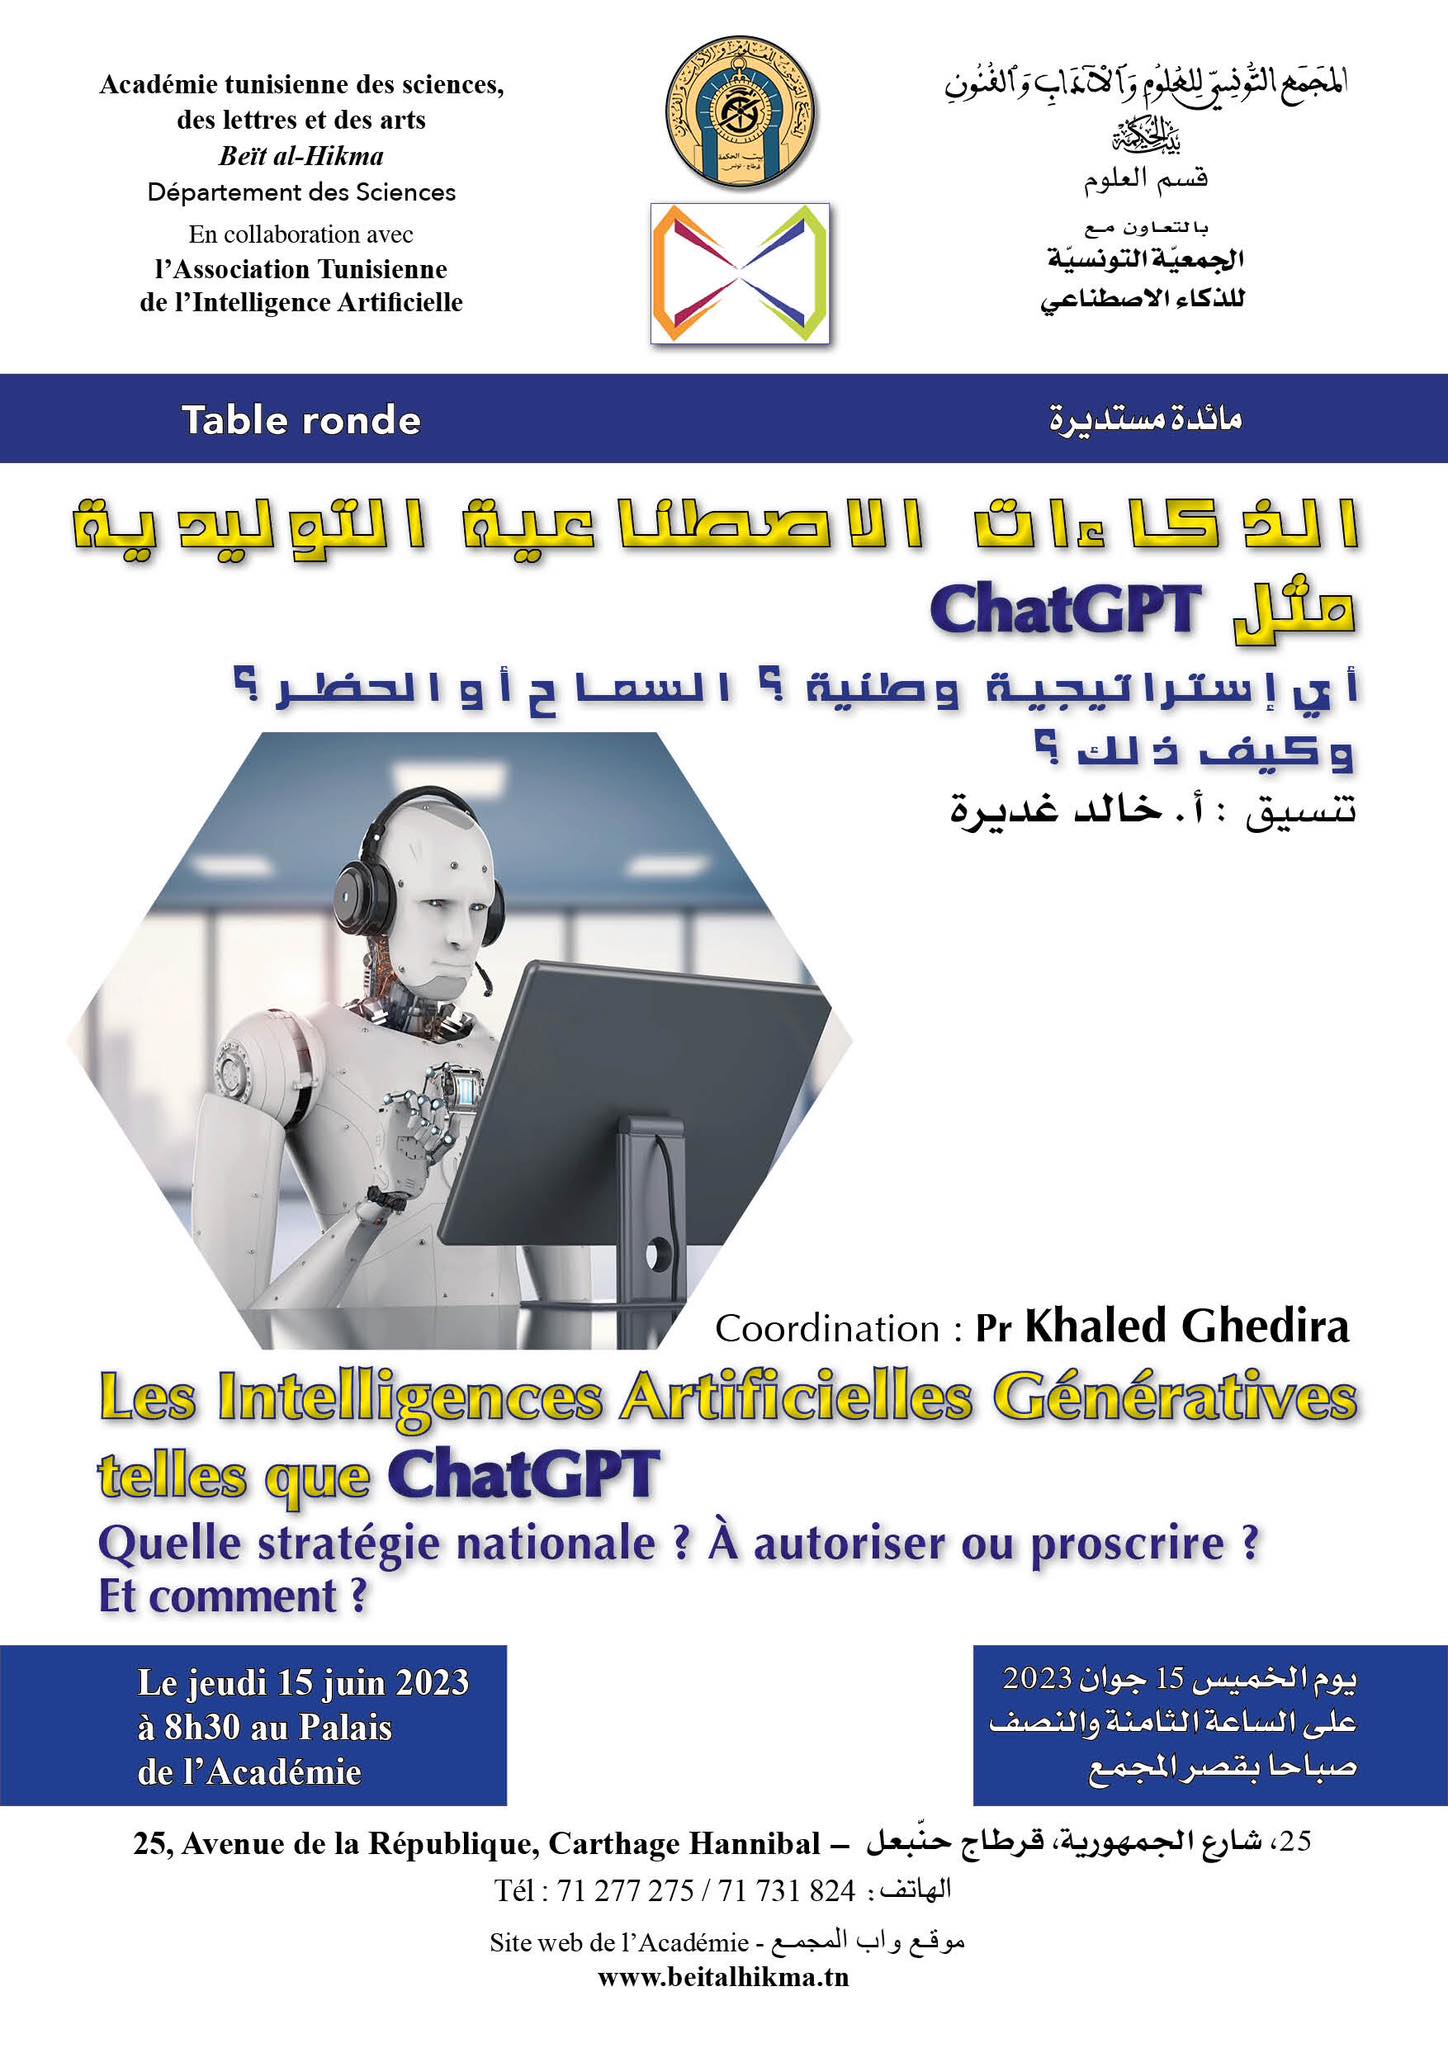 Académie tunisienne des sciences,
des lettres et des arts
Beït al-Hikma
Département des Sciences
En collaboration avec
l’Association Tunisienne
de l’Intelligence Artificielle
المجمع التونسي للعلوم والآداب والفنون
بيت الحكمة
قسم العلوم
بالتعاون مع
الجمعيّة التونسيّة
للذكاء الاصطناعي
بيت الحكمة
قرطاج - تونس
Table ronde
مائدة مستديرة
الذكاءات الاصطناعية التوليدية
مثل ChatGPT
أي إستراتيجية وطنية ؟ السماح أو الحظر ؟
وكيف ذلك ؟
تنسيق : أ. خالد غديرة
Coordination : Pr Khaled Ghedira
Les Intelligences Artificielles Génératives
telles que ChatGPT
Quelle stratégie nationale ? À autoriser ou proscrire ?
Et comment ?
Le jeudi 15 juin 2023
à 8h30 au Palais
de l’Académie
يوم الخميس 15 جوان 2023
على الساعة الثامنة والنصف
صباحا بقصر المجمع
25, Avenue de la République, Carthage Hannibal – 25، شارع الجمهورية، قرطاج حنّبعل
Tél : 71 277 275 / 71 731 824 : الهاتف
Site web de l’Académie - موقع واب المجمع
www.beitalhikma.tn